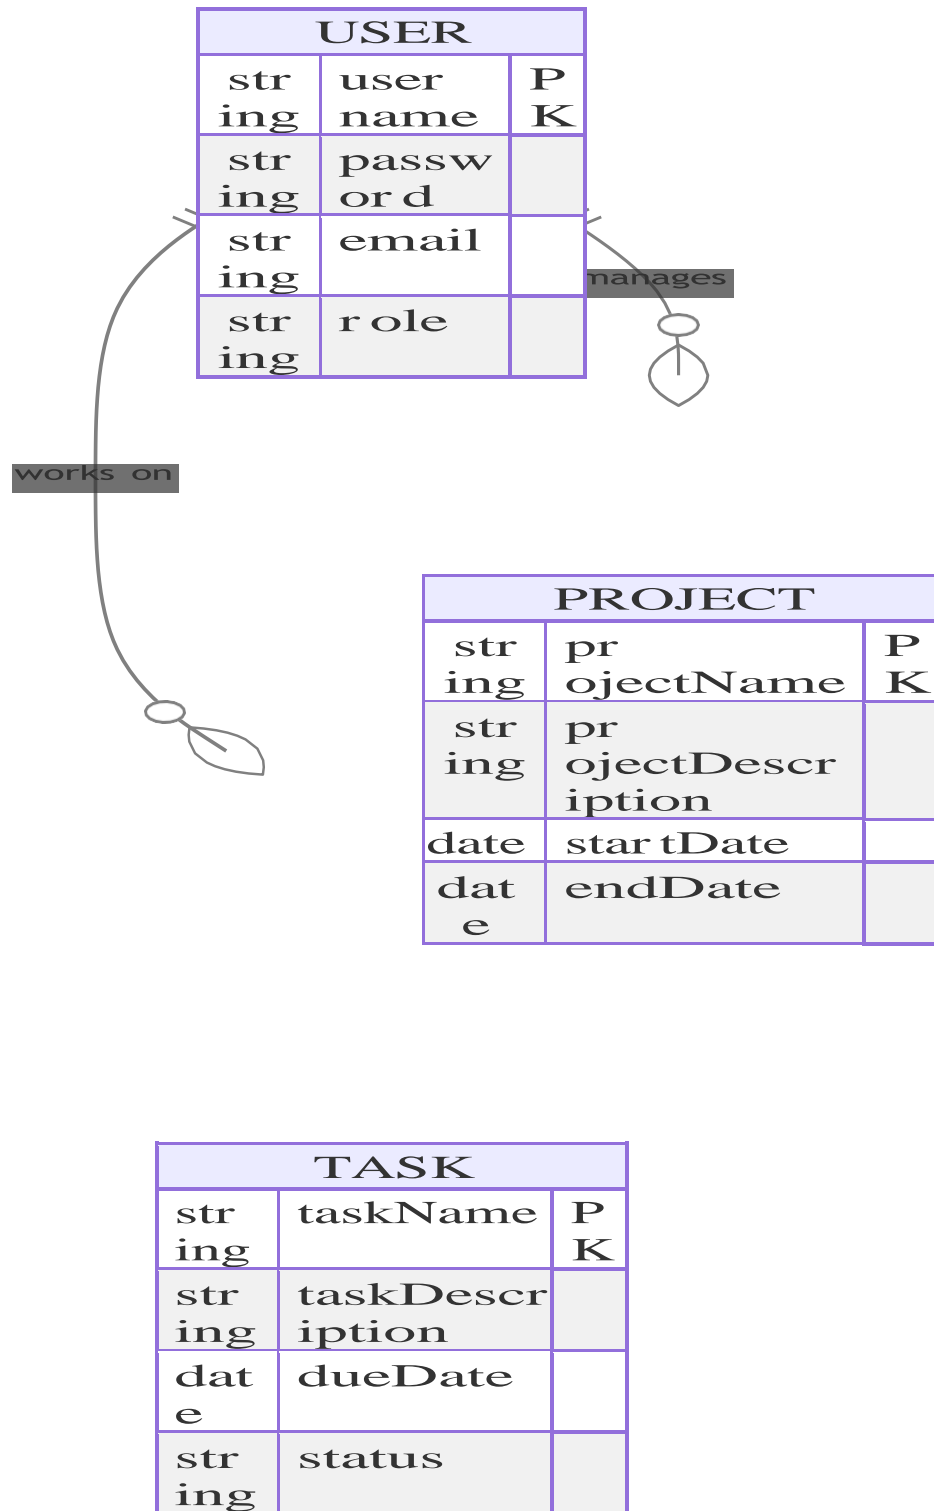 USER
str
ing
user
name
P
K
str
ing
passw
or d
str
ing
email
str
ing
r ole
manages
works on
PROJECT
str
ing
pr
ojectName
P
K
str
ing
pr
ojectDescr
iption
date
star tDate
dat
e
endDate
TASK
str
ing
taskName
P
K
str
ing
taskDescr
iption
dat
e
dueDate
str
ing
status